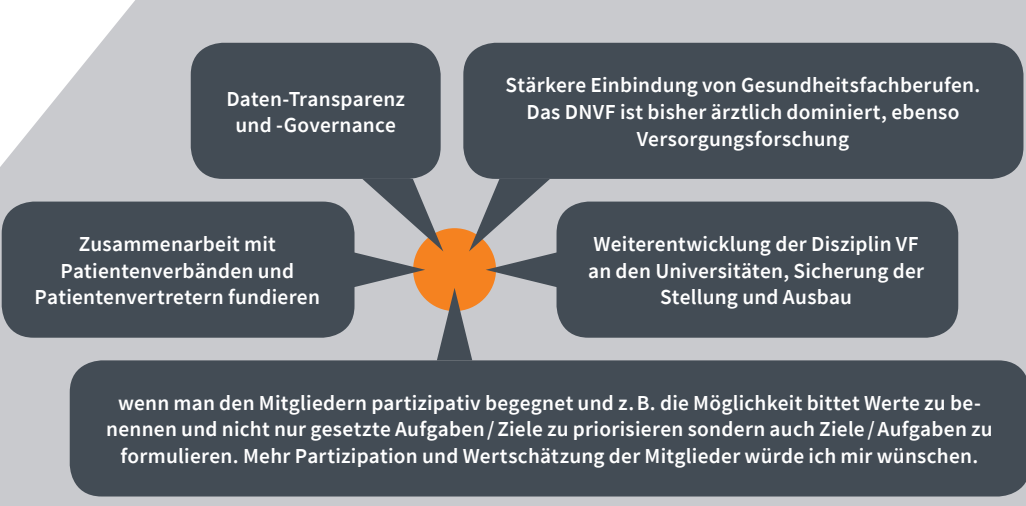 Daten-Transparenz
und -Governance
Stärkere Einbindung von Gesundheitsfachberufen.
Das DNVF ist bisher ärztlich dominiert, ebenso
Versorgungsforschung
Zusammenarbeit mit
Patientenverbänden und
Patientenvertretern fundieren
Weiterentwicklung der Disziplin VF
an den Universitäten, Sicherung der
Stellung und Ausbau
wenn man den Mitgliedern partizipativ begegnet und z. B. die Möglichkeit bittet Werte zu be-
nennen und nicht nur gesetzte Aufgaben / Ziele zu priorisieren sondern auch Ziele / Aufgaben zu
formulieren. Mehr Partizipation und Wertschätzung der Mitglieder würde ich mir wünschen.